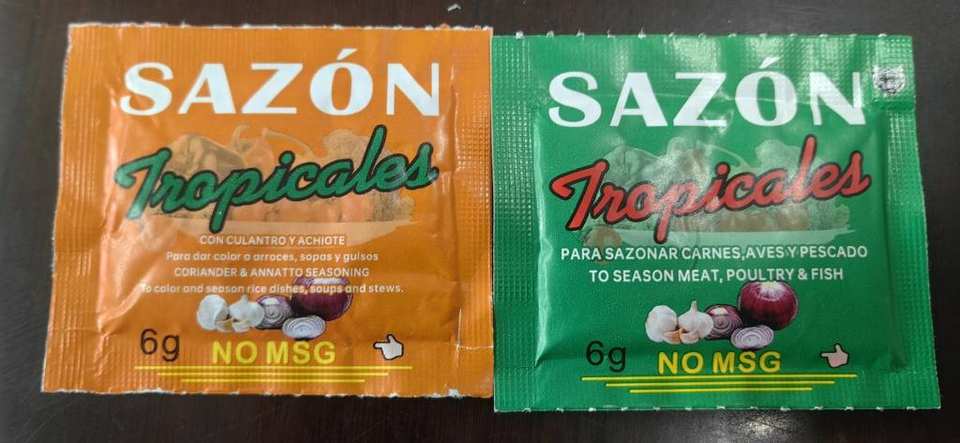 SAZÓN
Tropicales
CON CULANTRO Y ACHIOTE
Para dar color a arroces, sopas y guisos
CORIANDER & ANNATTO SEASONING
To color and season rice dishes, soups and stews.
6g
NO MSG
SAZÓN
Tropicales
PARA SAZONAR CARNES,AVES Y PESCADO
TO SEASON MEAT, POULTRY & FISH
6g
NO MSG